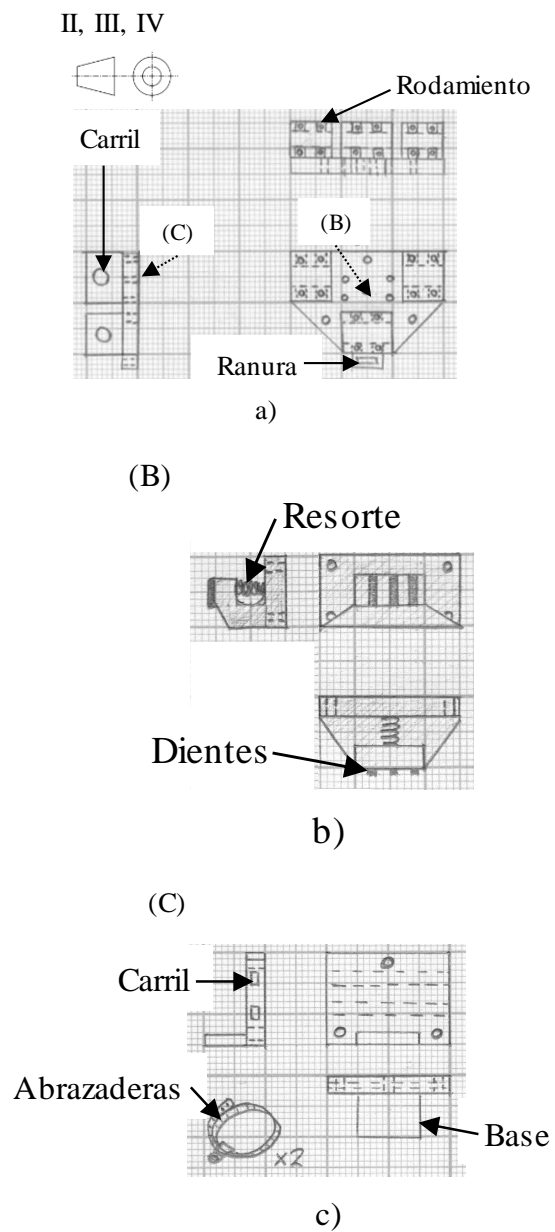 II, III, IV
Rodamiento
Carril
(C)
(B)
Ranura
a)
(B)
Resorte
Dientes
b)
(C)
Carril
Abrazaderas
x2
Base
c)